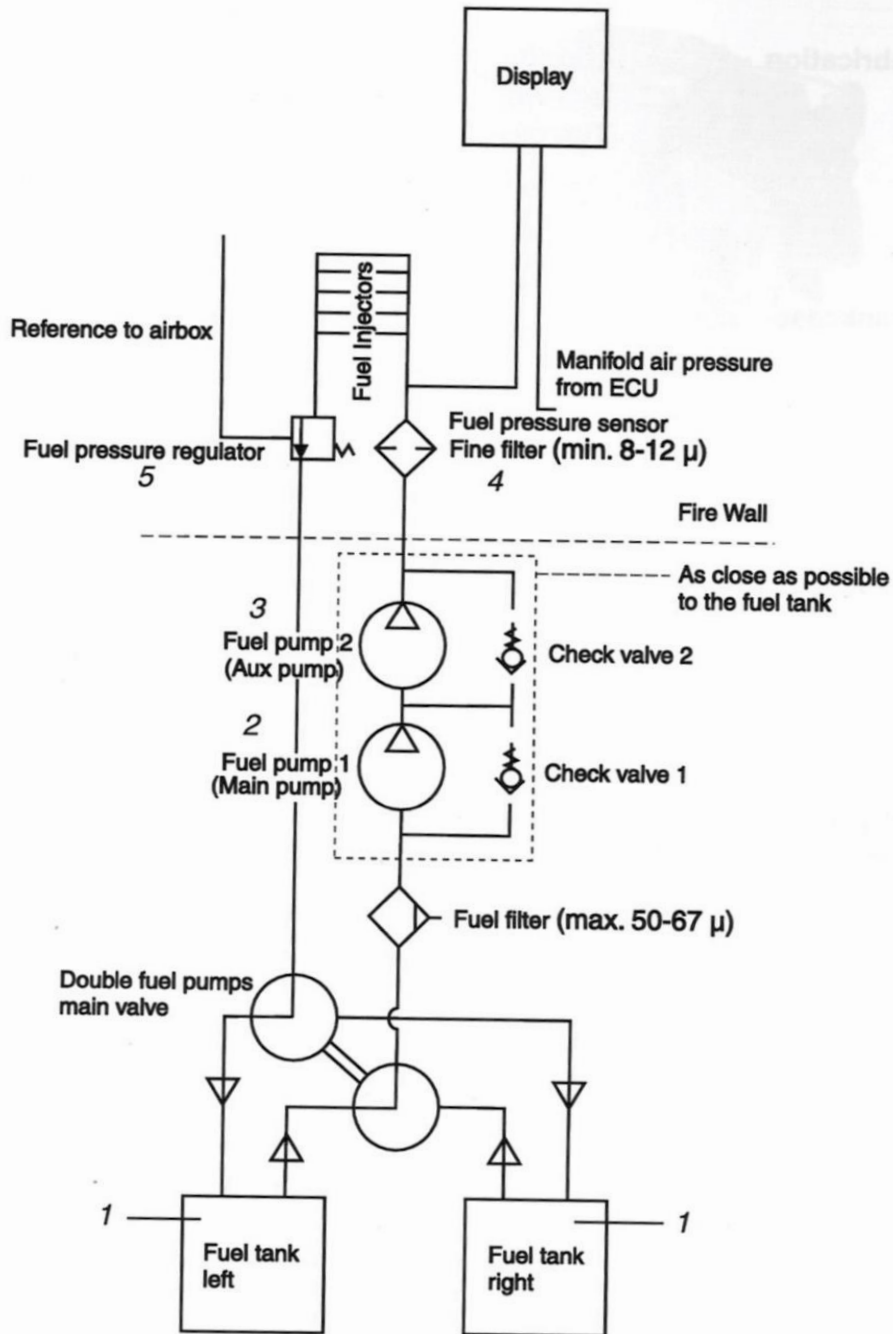 brication
Display
Fuel Injectors
Reference to airbox
Manifold air pressure
from ECU
Fuel pressure regulator
5
Fuel pressure sensor
Fine filter (min. 8-12 µ)
4
Fire Wall
As close as possible
to the fuel tank
3
Fuel pump 2
(Aux pump)
Check valve 2
2
Fuel pump 1
(Main pump)
Check valve 1
Fuel filter (max. 50-67 µ)
Double fuel pumps
main valve
1
Fuel tank
left
1
Fuel tank
right